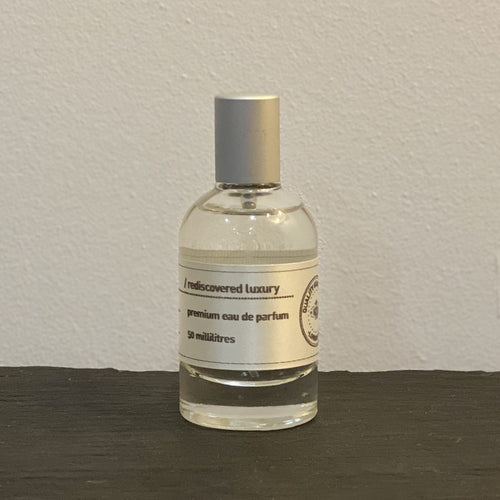 / rediscovered luxury
premium eau de parfum
50 millilitres